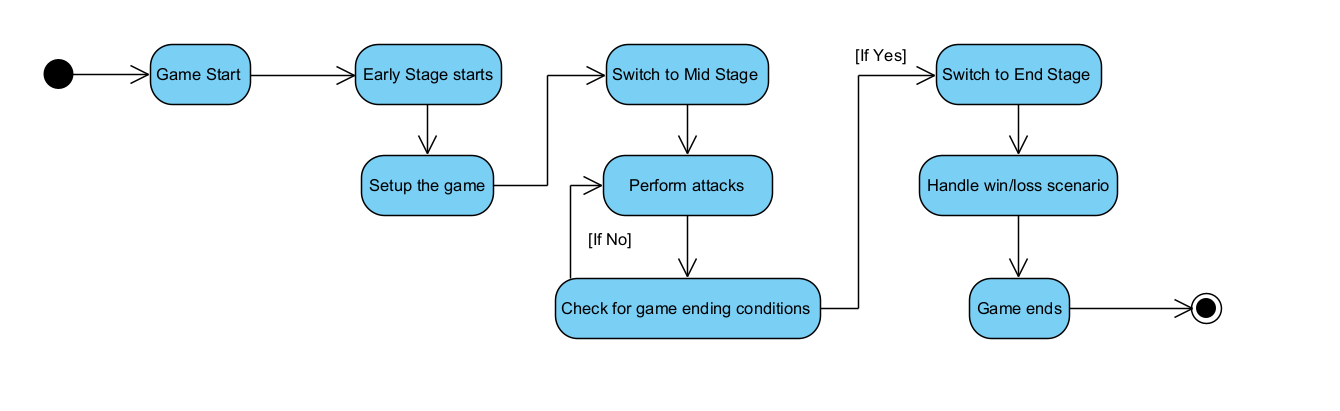 Game Start
Early Stage starts
Setup the game
Switch to Mid Stage
Perform attacks
[If No]
Check for game ending conditions
[If Yes]
Switch to End Stage
Handle win/loss scenario
Game ends